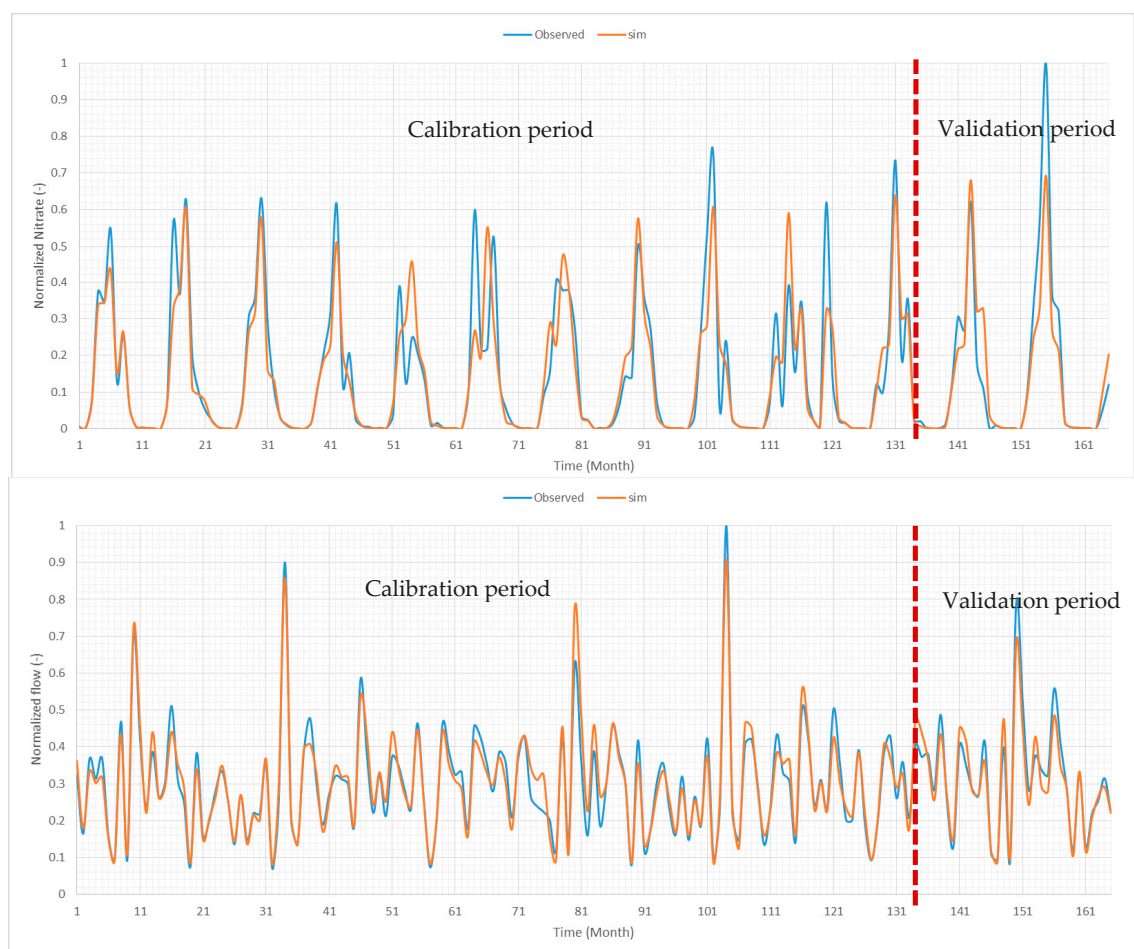 Observed sim
1
0.9
0.8
Calibration period Validation period
0.7
0.6
0.5
0.4
0.3
0.2
0.1
0
Normalized Nitrate (-)
1 11 21 31 41 51 61 71 81 91 101 111 121 131 141 151 161
Time (Month)
Observed sim
1
0.9
Calibration period Validation period
0.8
0.7
0.6
0.5
0.4
0.3
0.2
0.1
0
Normalized flow (-)
1 11 21 31 41 51 61 71 81 91 101 111 121 131 141 151 161
Time (Month)